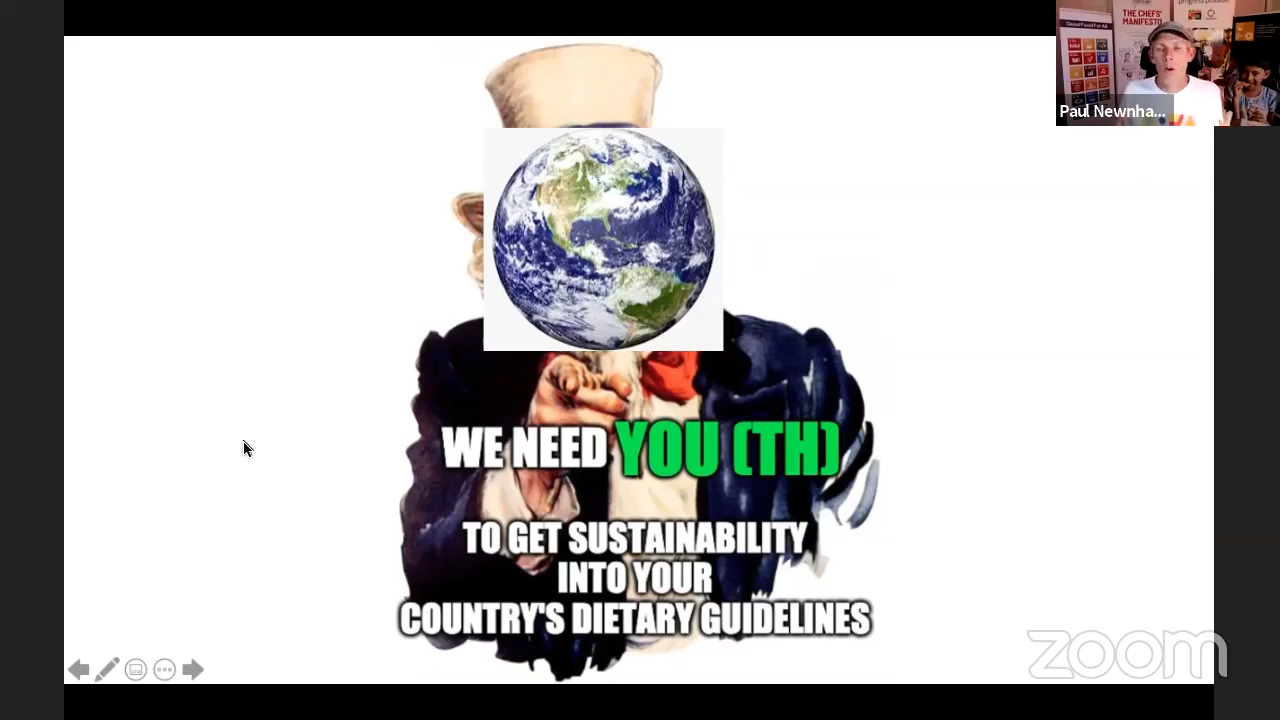 THE CHEFS'
MANIFESTO
Paul Newnha...
WE NEED YOU (TH)
TO GET SUSTAINABILITY
INTO YOUR
COUNTRY'S DIETARY GUIDELINES
zoom